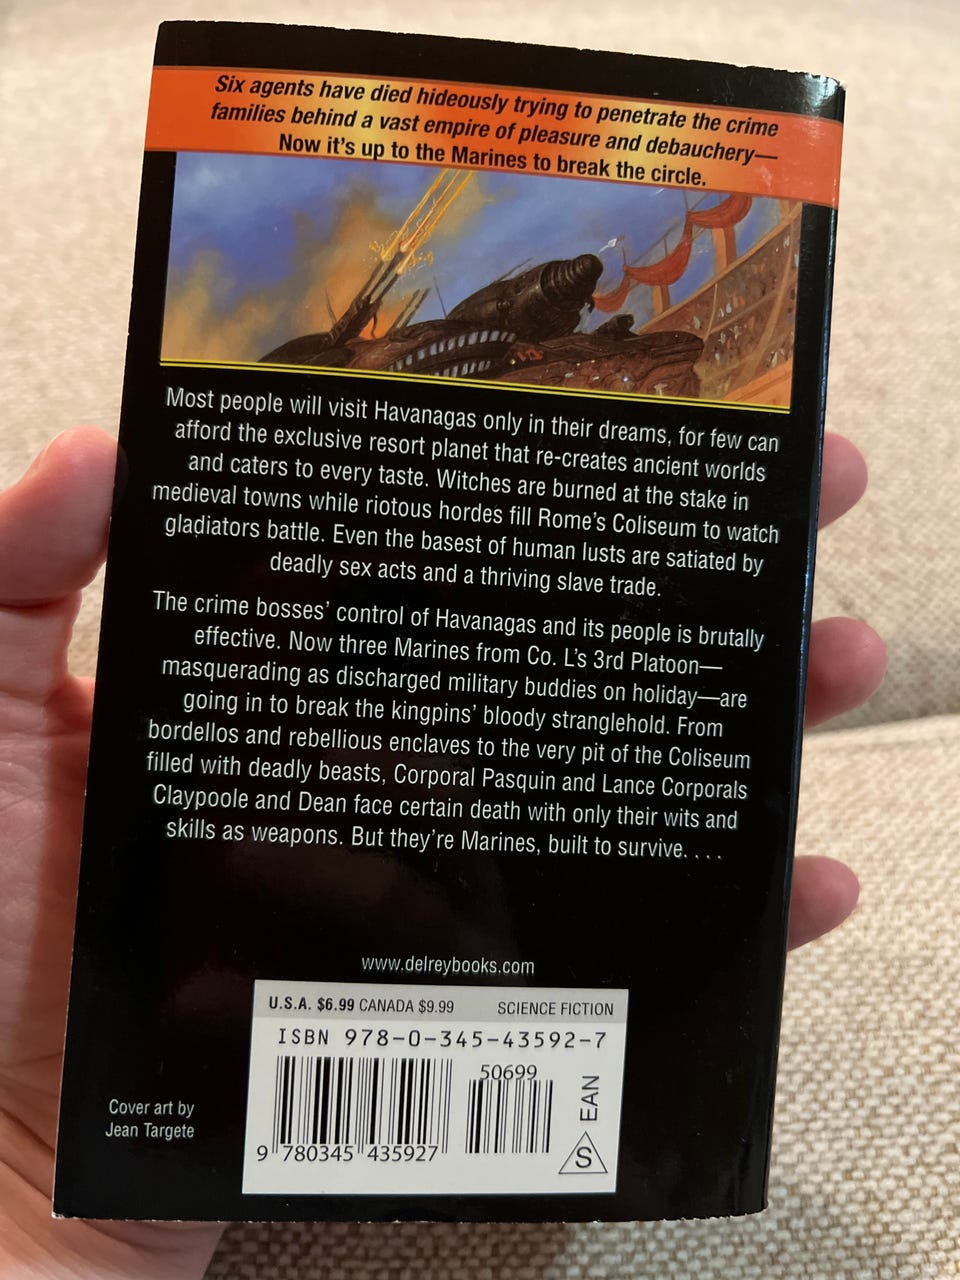 Six agents have died hideously trying to penetrate the crime
families behind a vast empire of pleasure and debauchery—
Now it's up to the Marines to break the circle.
Most people will visit Havanagas only in their dreams, for few can
afford the exclusive resort planet that re-creates ancient worlds
and caters to every taste. Witches are burned at the stake in
medieval towns while riotous hordes fill Rome's Coliseum to watch
gladiators battle. Even the basest of human lusts are satiated by
deadly sex acts and a thriving slave trade.
The crime bosses' control of Havanagas and its people is brutally
effective. Now three Marines from Co. L's 3rd Platoon—
masquerading as discharged military buddies on holiday—are
going in to break the kingpins' bloody stranglehold. From
bordellos and rebellious enclaves to the very pit of the Coliseum
filled with deadly beasts, Corporal Pasquin and Lance Corporals
Claypoole and Dean face certain death with only their wits and
skills as weapons. But they're Marines, built to survive. . . .
www.delreybooks.com
U.S.A. $6.99 CANADA $9.99 SCIENCE FICTION
ISBN 978-0-345-43592-7
50699
EAN
S
9 780345 435927
Cover art by
Jean Targete